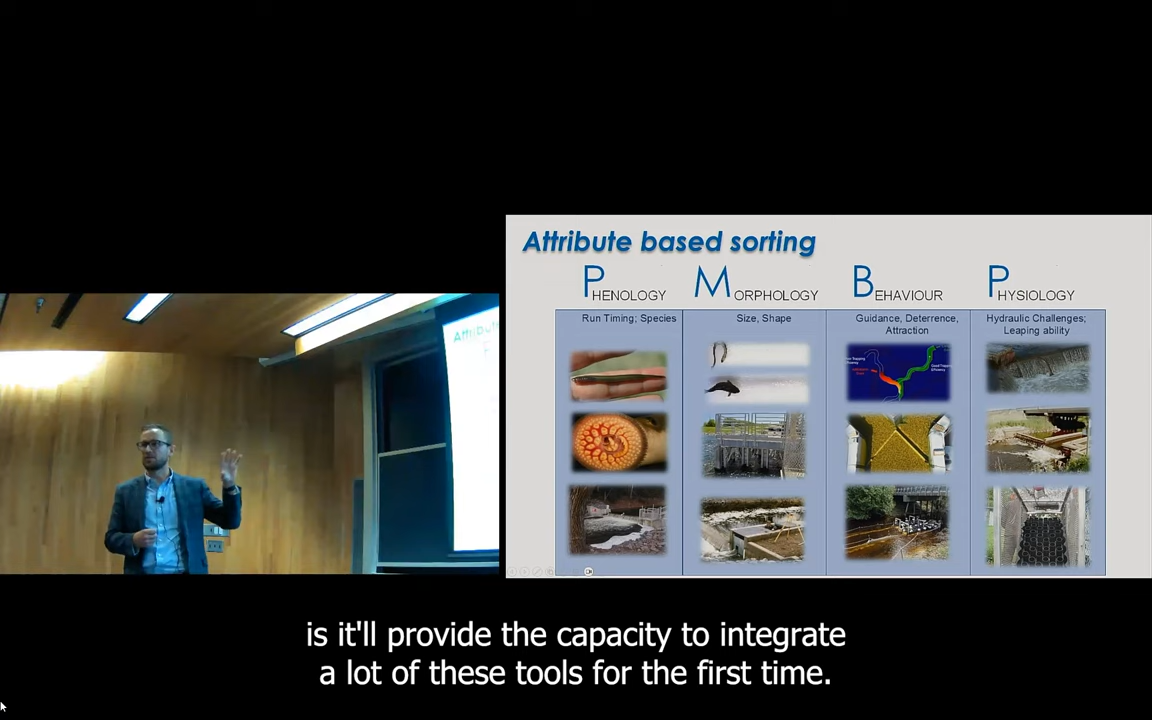 Attribute based sorting
PHENOLOGY
MORPHOLOGY
BEHAVIOUR
PHYSIOLOGY
Run Timing; Species
Size, Shape
Guidance, Deterrence,
Attraction
Hydraulic Challenges;
Leaping ability
Attribute
is it'll provide the capacity to integrate
a lot of these tools for the first time.